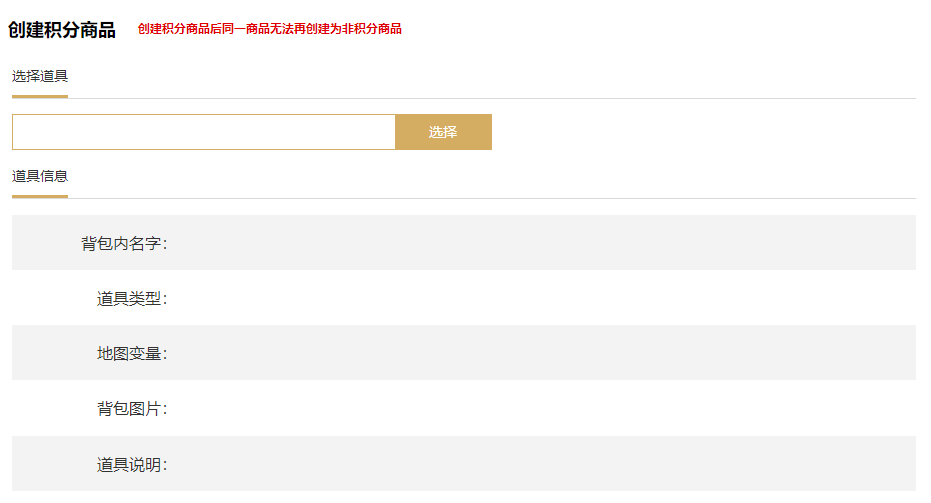 创建积分商品 创建积分商品后同一商品无法再创建为非积分商品
选择道具
选择
道具信息
背包内名字：
道具类型：
地图变量：
背包图片：
道具说明：